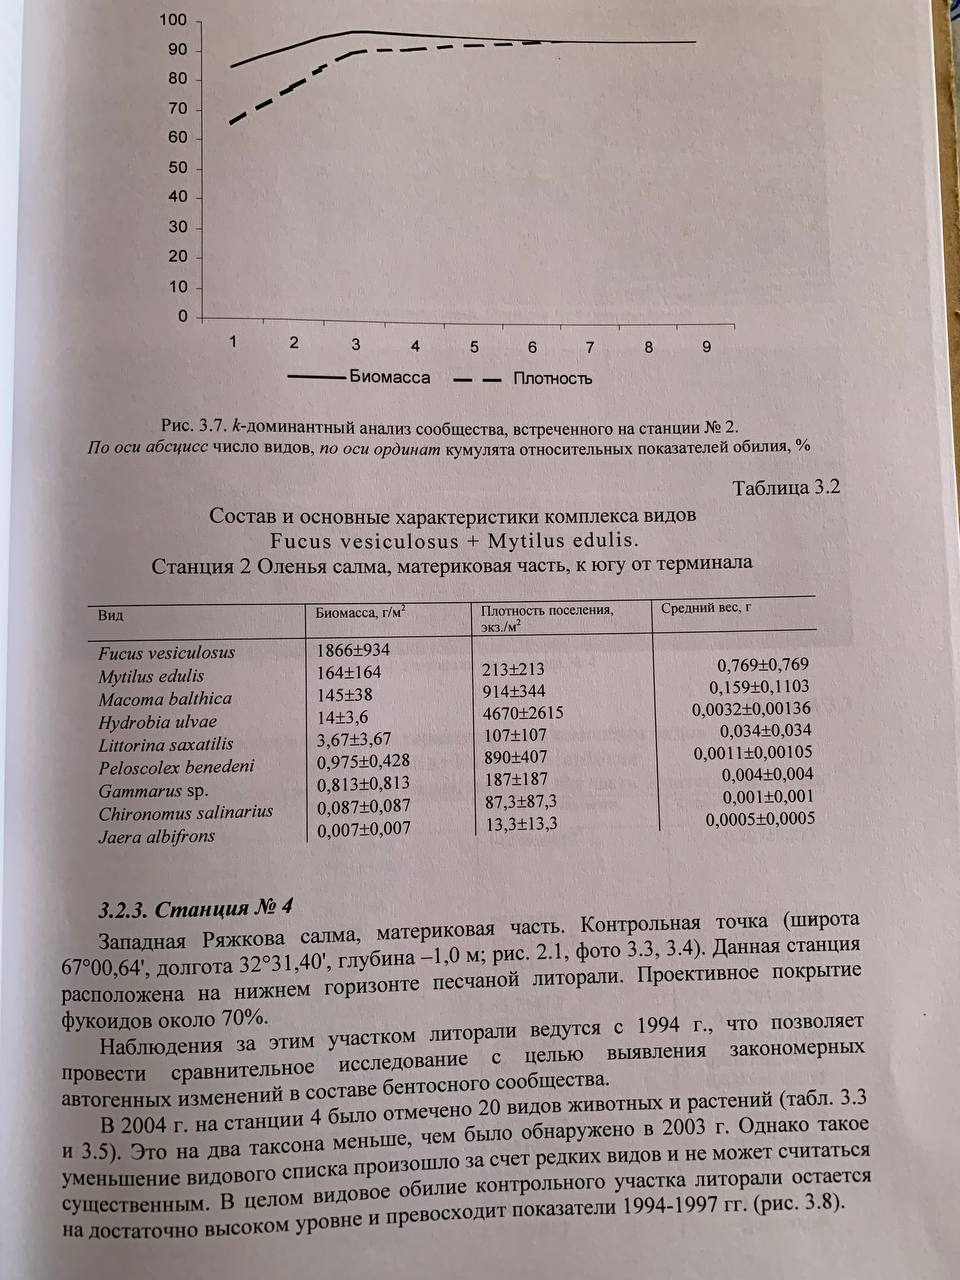 100
90
80
70
60
50
40
30
20
10
0
1 2 3 4 5 6 7 8 9
Биомасса Плотность
Рис. 3.7. k-доминантный анализ сообщества, встреченного на станции № 2.
По оси абсцисс число видов, по оси ординат кумулята относительных показателей обилия, %
Таблица 3.2
Состав и основные характеристики комплекса видов
Fucus vesiculosus + Mytilus edulis.
Станция 2 Оленья салма, материковая часть, к югу от терминала
Вид Биомасса, г/м² Плотность поселения, экз./м² Средний вес, г
Fucus vesiculosus 1866±934
Mytilus edulis 164±164 213±213 0,769±0,769
Macoma balthica 145±38 914±344 0,159±0,1103
Hydrobia ulvae 14±3,6 4670±2615 0,0032±0,00136
Littorina saxatilis 3,67±3,67 107±107 0,034±0,034
Peloscolex benedeni 0,975±0,428 890±407 0,0011±0,00105
Gammarus sp. 0,813±0,813 187±187 0,004±0,004
Chironomus salinarius 0,087±0,087 87,3±87,3 0,001±0,001
Jaera albifrons 0,007±0,007 13,3±13,3 0,0005±0,0005
3.2.3. Станция № 4
Западная Ряжкова салма, материковая часть. Контрольная точка (широта
67°00,64', долгота 32°31,40', глубина –1,0 м; рис. 2.1, фото 3.3, 3.4). Данная станция
расположена на нижнем горизонте песчаной литорали. Проективное покрытие
фукоидов около 70%.
Наблюдения за этим участком литорали ведутся с 1994 г., что позволяет
провести сравнительное исследование с целью выявления закономерных
автогенных изменений в составе бентосного сообщества.
В 2004 г. на станции 4 было отмечено 20 видов животных и растений (табл. 3.3
и 3.5). Это на два таксона меньше, чем было обнаружено в 2003 г. Однако такое
уменьшение видового списка произошло за счет редких видов и не может считаться
существенным. В целом видовое обилие контрольного участка литорали остается
на достаточно высоком уровне и превосходит показатели 1994-1997 гг. (рис. 3.8).